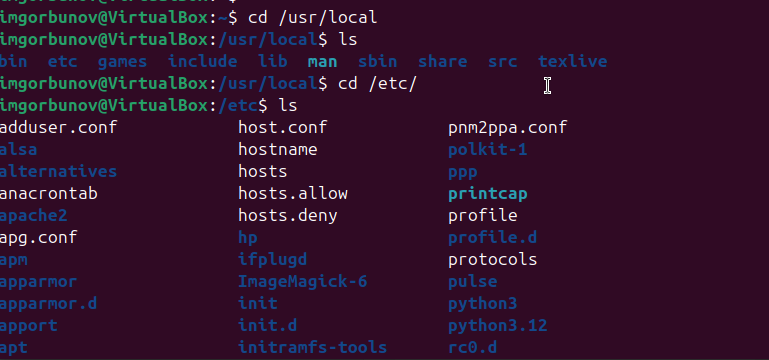 imgorbunov@VirtualBox:~$ cd /usr/local
imgorbunov@VirtualBox:/usr/local$ ls
bin etc games include lib man sbin share src texlive
imgorbunov@VirtualBox:/usr/local$ cd /etc/
imgorbunov@VirtualBox:/etc$ ls
adduser.conf host.conf pnm2ppa.conf
alsa hostname polkit-1
alternatives hosts ppp
anacrontab hosts.allow printcap
apache2 hosts.deny profile
apg.conf hp profile.d
apm ifplugd protocols
apparmor ImageMagick-6 pulse
apparmor.d init python3
apport init.d python3.12
apt initramfs-tools rc0.d